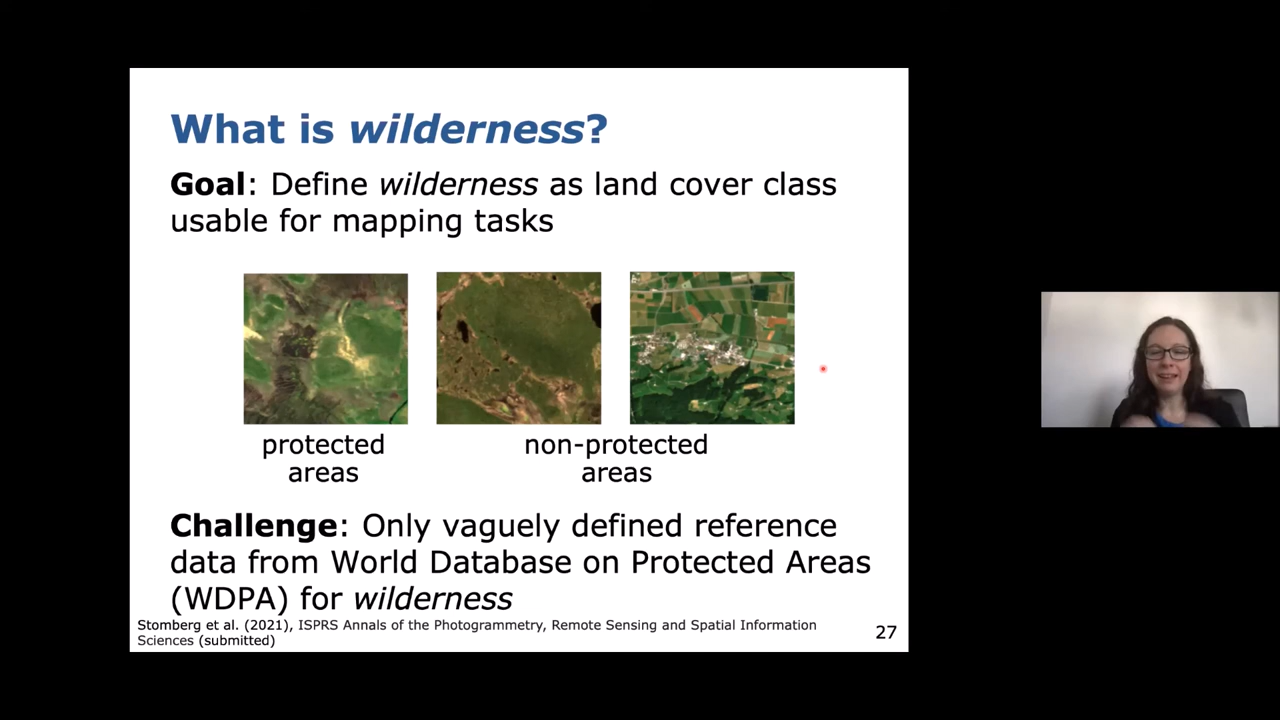 What is wilderness?
Goal: Define wilderness as land cover class
usable for mapping tasks
protected
areas
non-protected
areas
Challenge: Only vaguely defined reference
data from World Database on Protected Areas
(WDPA) for wilderness
Stomberg et al. (2021), ISPRS Annals of the Photogrammetry, Remote Sensing and Spatial Information
Sciences (submitted)
27